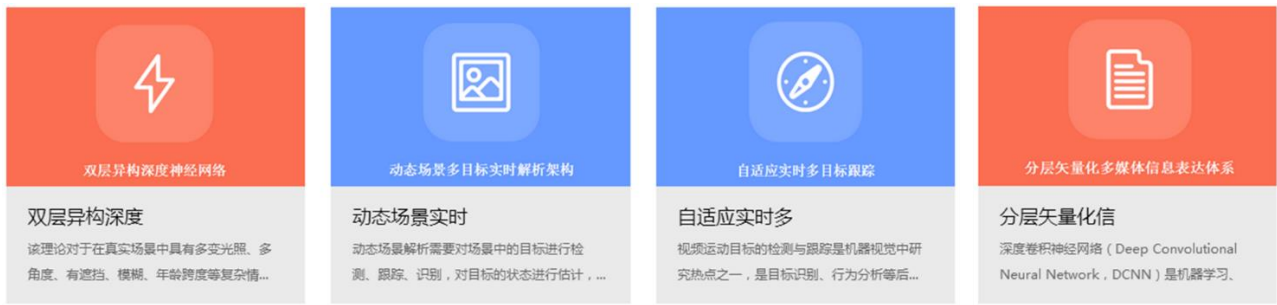 双层异构深度神经网络
双层异构深度
该理论对于在真实场景中具有多变光照、多
角度、有遮挡、模糊、年龄跨度等复杂情...
动态场景多目标实时解析架构
动态场景实时
动态场景解析需要对场景中的目标进行检
测、跟踪、识别，对目标的状态进行估计，...
自适应实时多目标跟踪
自适应实时多
视频运动目标的检测与跟踪是机器视觉中研
究热点之一，是目标识别、行为分析等后...
分层矢量化多媒体信息表达体系
分层矢量化信
深度卷积神经网络（Deep Convolutional
Neural Network，DCNN）是机器学习、